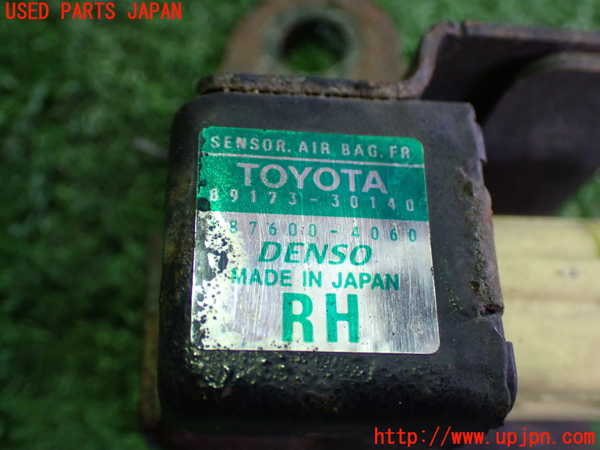 USED PARTS JAPAN
SENSOR. AIR BAG. FR
TOYOTA
89173-30140
87600-4060
DENSO
MADE IN JAPAN
RH
http://www.upjpn.com/